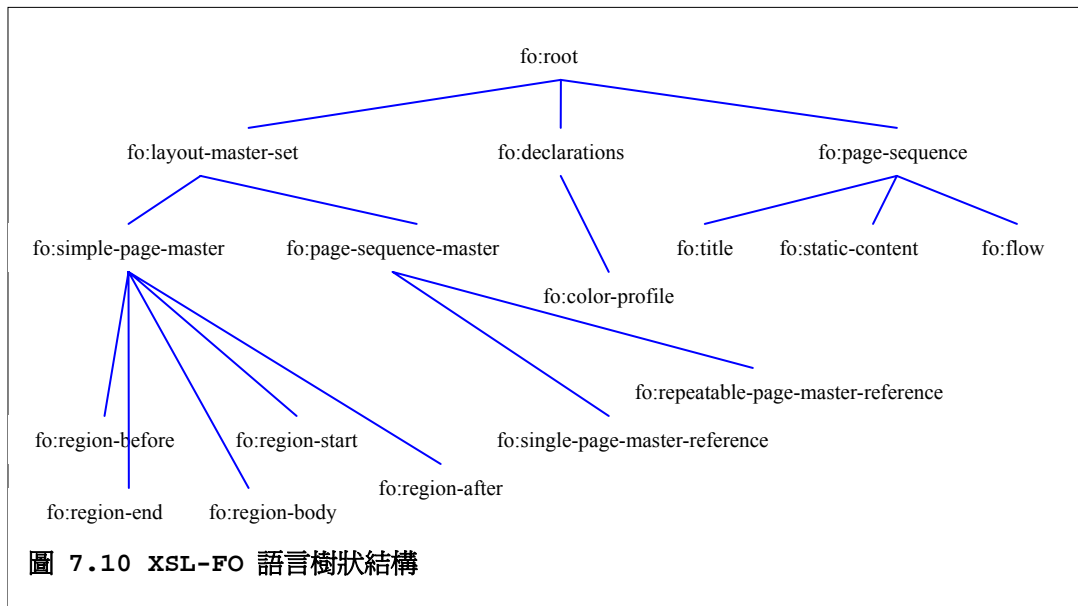 fo:root
fo:layout-master-set
fo:declarations
fo:page-sequence
fo:simple-page-master
fo:page-sequence-master
fo:title
fo:static-content
fo:flow
fo:color-profile
fo:repeatable-page-master-reference
fo:region-before
fo:region-start
fo:single-page-master-reference
fo:region-after
fo:region-end
fo:region-body
圖 7.10 XSL-FO 語言樹狀結構